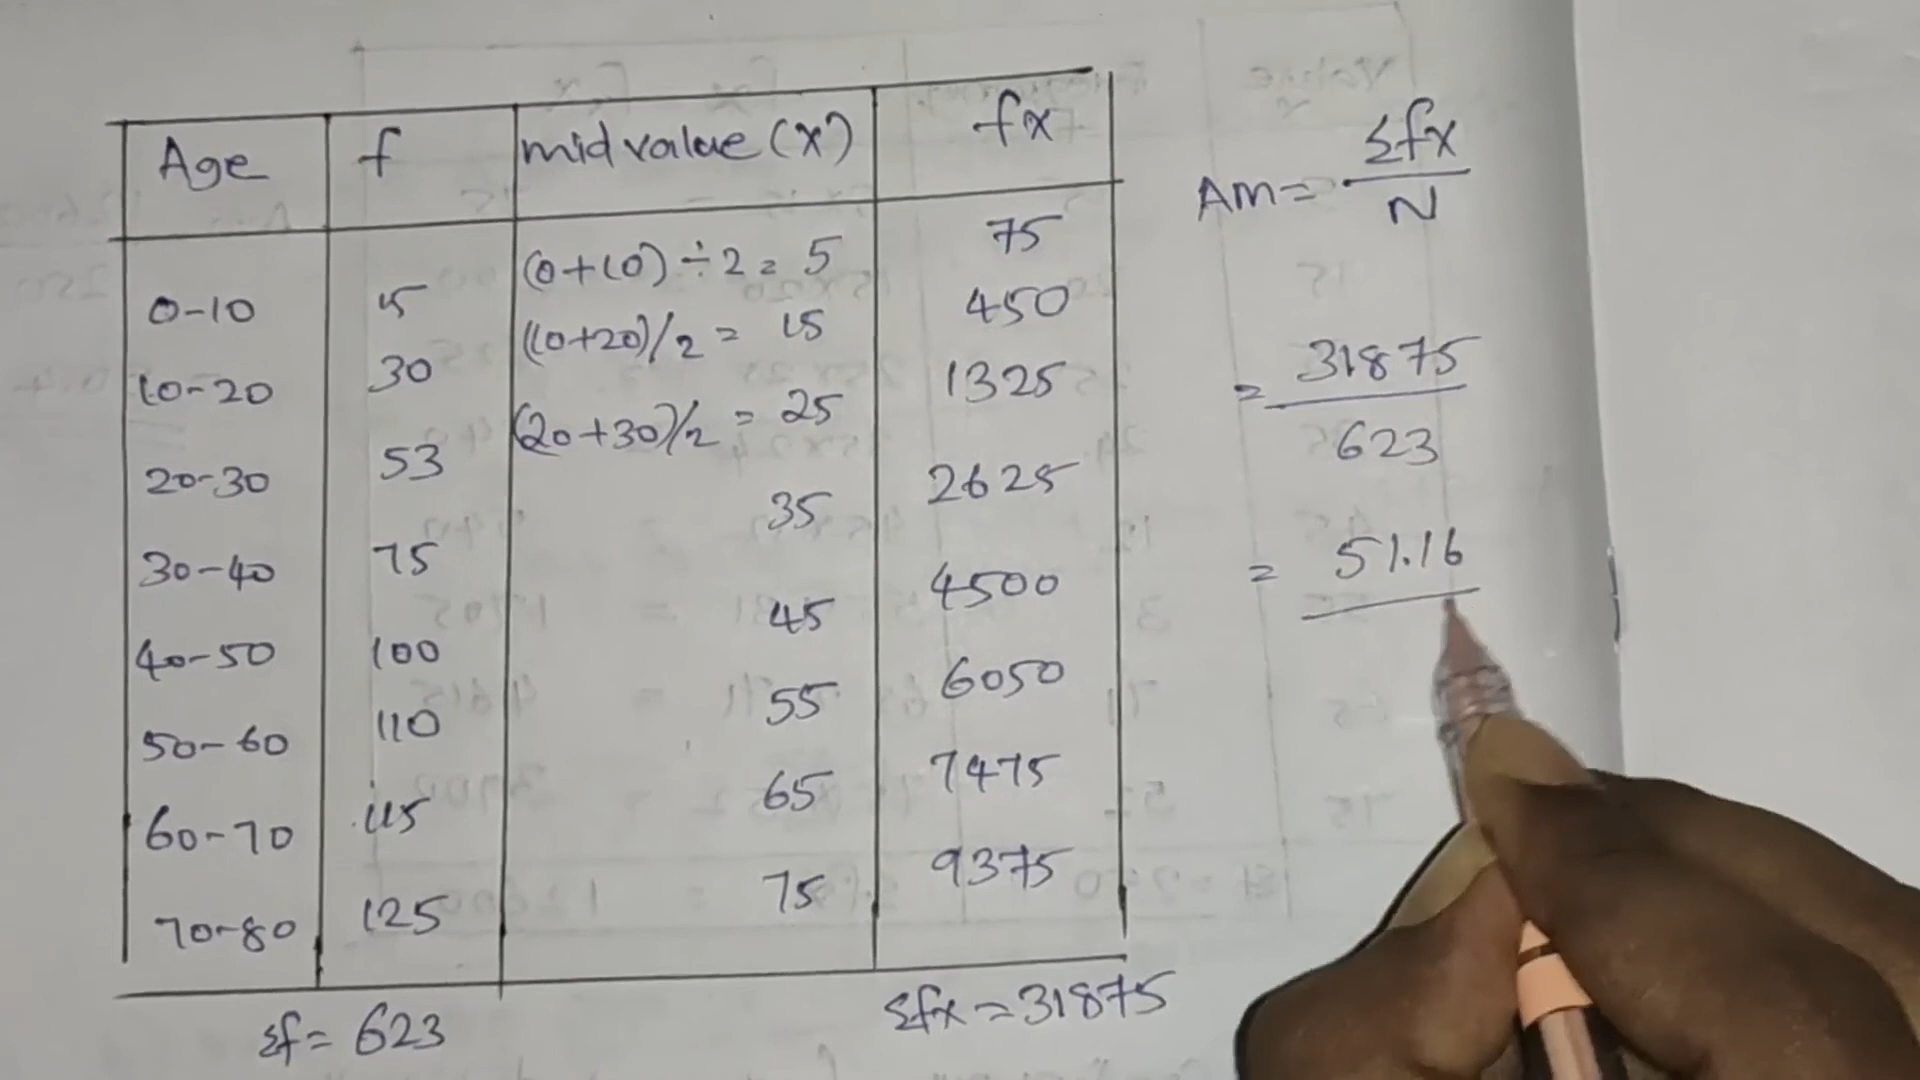 Age f mid value (x) fx
0-10 15 (0+10) ÷ 2 = 5 75
10-20 30 (10+20)/2 = 15 450
20-30 53 (20+30)/2 = 25 1325
30-40 75 35 2625
40-50 100 45 4500
50-60 110 55 6050
60-70 115 65 7475
70-80 125 75 9375
Σf = 623 Σfx = 31875
AM = Σfx / N
= 31875 / 623
= 51.16